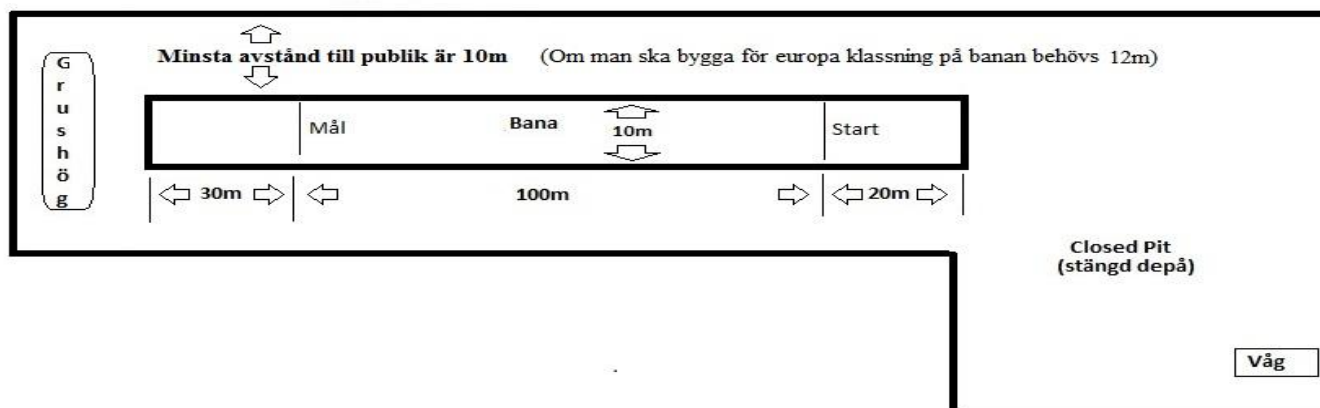 Minsta avstånd till publik är 10m (Om man ska bygga för europa klassning på banan behövs 12m)
Grushög
Mål
Bana
10m
Start
30m
100m
20m
Closed Pit
(stängd depå)
Våg